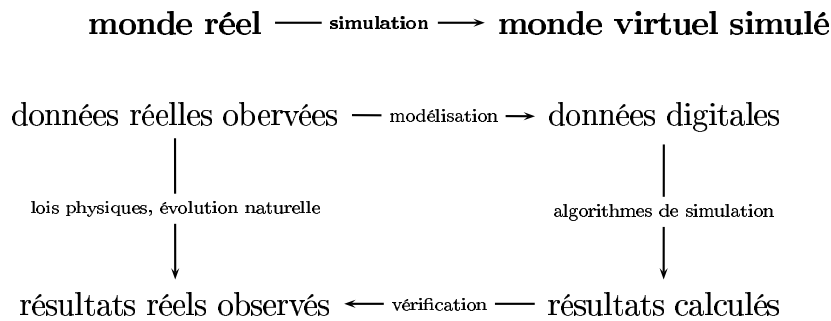 monde réel simulation monde virtuel simulé
données réelles obervées modélisation données digitales
lois physiques, évolution naturelle algorithmes de simulation
résultats réels observés vérification résultats calculés